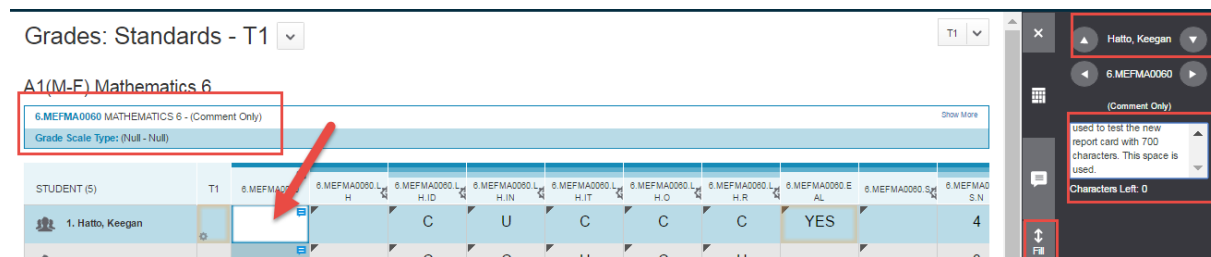 Grades: Standards - T1
T1
A1(M-F) Mathematics 6
6.MEFMA0060 MATHEMATICS 6 - (Comment Only)
Show More
Grade Scale Type: (Null - Null)
STUDENT (5) T1 6.MEFMA0060.L H 6.MEFMA0060.L H.ID 6.MEFMA0060.L H.IN 6.MEFMA0060.L H.IT 6.MEFMA0060.L H.O 6.MEFMA0060.L H.R 6.MEFMA0060.E AL 6.MEFMA0060.S S.N
1. Hatto, Keegan C U C C C YES 4
Hatto, Keegan
6.MEFMA0060
(Comment Only)
used to test the new
report card with 700
characters. This space is
used.
Characters Left: 0
Fill